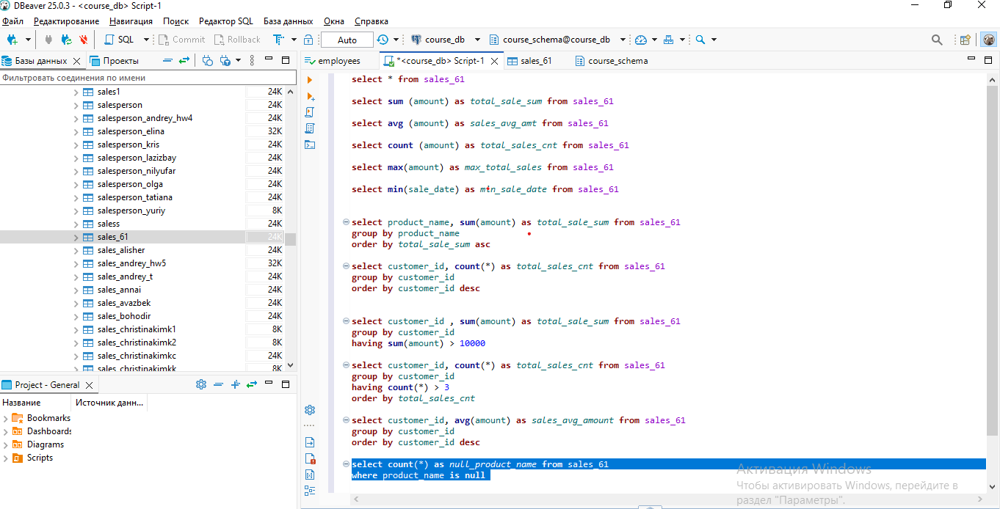 DBeaver 25.0.3 - <course_db> Script-1
Файл Редактирование Навигация Поиск Редактор SQL База данных Окна Справка
SQL Commit Rollback Auto course_db course_schema@course_db
Базы данных Проекты
employees *<course_db> Script-1 sales_61 course_schema
Фильтровать соединения по имени
sales1 24K
salesperson 24K
salesperson_andrey_hw4 24K
salesperson_elina 32K
salesperson_kris 24K
salesperson_lazizbay 24K
salesperson_nilyufar 24K
salesperson_olga 24K
salesperson_tatiana 24K
salesperson_yuriy 8K
saless 24K
sales_61 24K
sales_alisher 24K
sales_andrey_hw5 32K
sales_andrey_t 24K
sales_annai 24K
sales_avazbek 24K
sales_bohodir 24K
sales_christinakimk1 8K
sales_christinakimk2 8K
sales_christinakimkc 24K
sales_christinakimkk 8K
Project - General
Название Источник данн...
Bookmarks
Dashboards
Diagrams
Scripts
select * from sales_61
select sum (amount) as total_sale_sum from sales_61
select avg (amount) as sales_avg_amt from sales_61
select count (amount) as total_sales_cnt from sales_61
select max(amount) as max_total_sales from sales_61
select min(sale_date) as min_sale_date from sales_61
select product_name, sum(amount) as total_sale_sum from sales_61
group by product_name
order by total_sale_sum asc
select customer_id, count(*) as total_sales_cnt from sales_61
group by customer_id
order by customer_id desc
select customer_id , sum(amount) as total_sale_sum from sales_61
group by customer_id
having sum(amount) > 10000
select customer_id, count(*) as total_sales_cnt from sales_61
group by customer_id
having count(*) > 3
order by total_sales_cnt
select customer_id, avg(amount) as sales_avg_amount from sales_61
group by customer_id
order by customer_id desc
select count(*) as null_product_name from sales_61
where product_name is null
Активация Windows
Чтобы активировать Windows, перейдите в
раздел "Параметры".